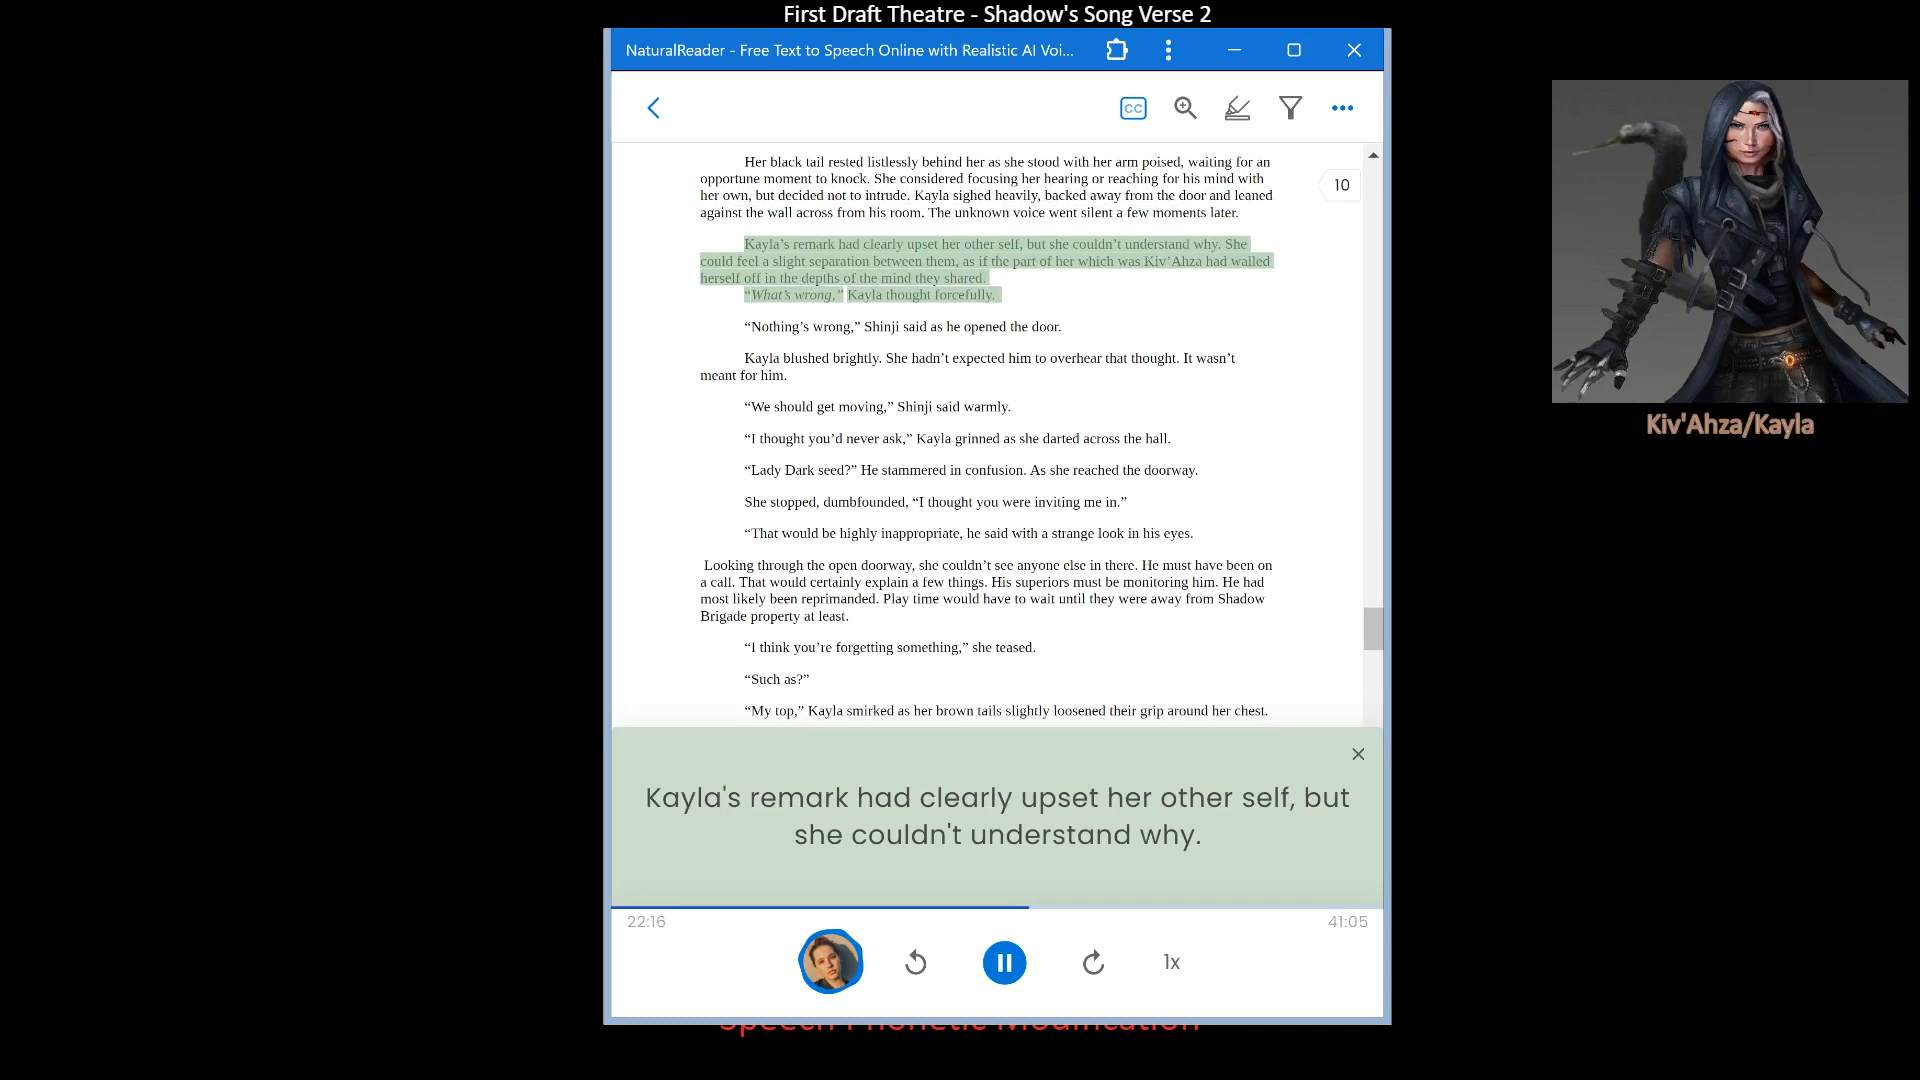 First Draft Theatre - Shadow's Song Verse 2
NaturalReader - Free Text to Speech Online with Realistic AI Voi...
CC
10
Her black tail rested listlessly behind her as she stood with her arm poised, waiting for an
opportune moment to knock. She considered focusing her hearing or reaching for his mind with
her own, but decided not to intrude. Kayla sighed heavily, backed away from the door and leaned
against the wall across from his room. The unknown voice went silent a few moments later.
Kayla’s remark had clearly upset her other self, but she couldn’t understand why. She
could feel a slight separation between them, as if the part of her which was Kiv’Ahza had walled
herself off in the depths of the mind they shared.
“What’s wrong,” Kayla thought forcefully.
“Nothing’s wrong,” Shinji said as he opened the door.
Kayla blushed brightly. She hadn’t expected him to overhear that thought. It wasn’t
meant for him.
“We should get moving,” Shinji said warmly.
“I thought you’d never ask,” Kayla grinned as she darted across the hall.
“Lady Dark seed?” He stammered in confusion. As she reached the doorway.
She stopped, dumbfounded, “I thought you were inviting me in.”
“That would be highly inappropriate, he said with a strange look in his eyes.
Looking through the open doorway, she couldn’t see anyone else in there. He must have been on
a call. That would certainly explain a few things. His superiors must be monitoring him. He had
most likely been reprimanded. Play time would have to wait until they were away from Shadow
Brigade property at least.
“I think you’re forgetting something,” she teased.
“Such as?”
“My top,” Kayla smirked as her brown tails slightly loosened their grip around her chest.
Kayla's remark had clearly upset her other self, but
she couldn't understand why.
22:16
41:05
1x
Speech Phonetic Modification
Kiv'Ahza/Kayla